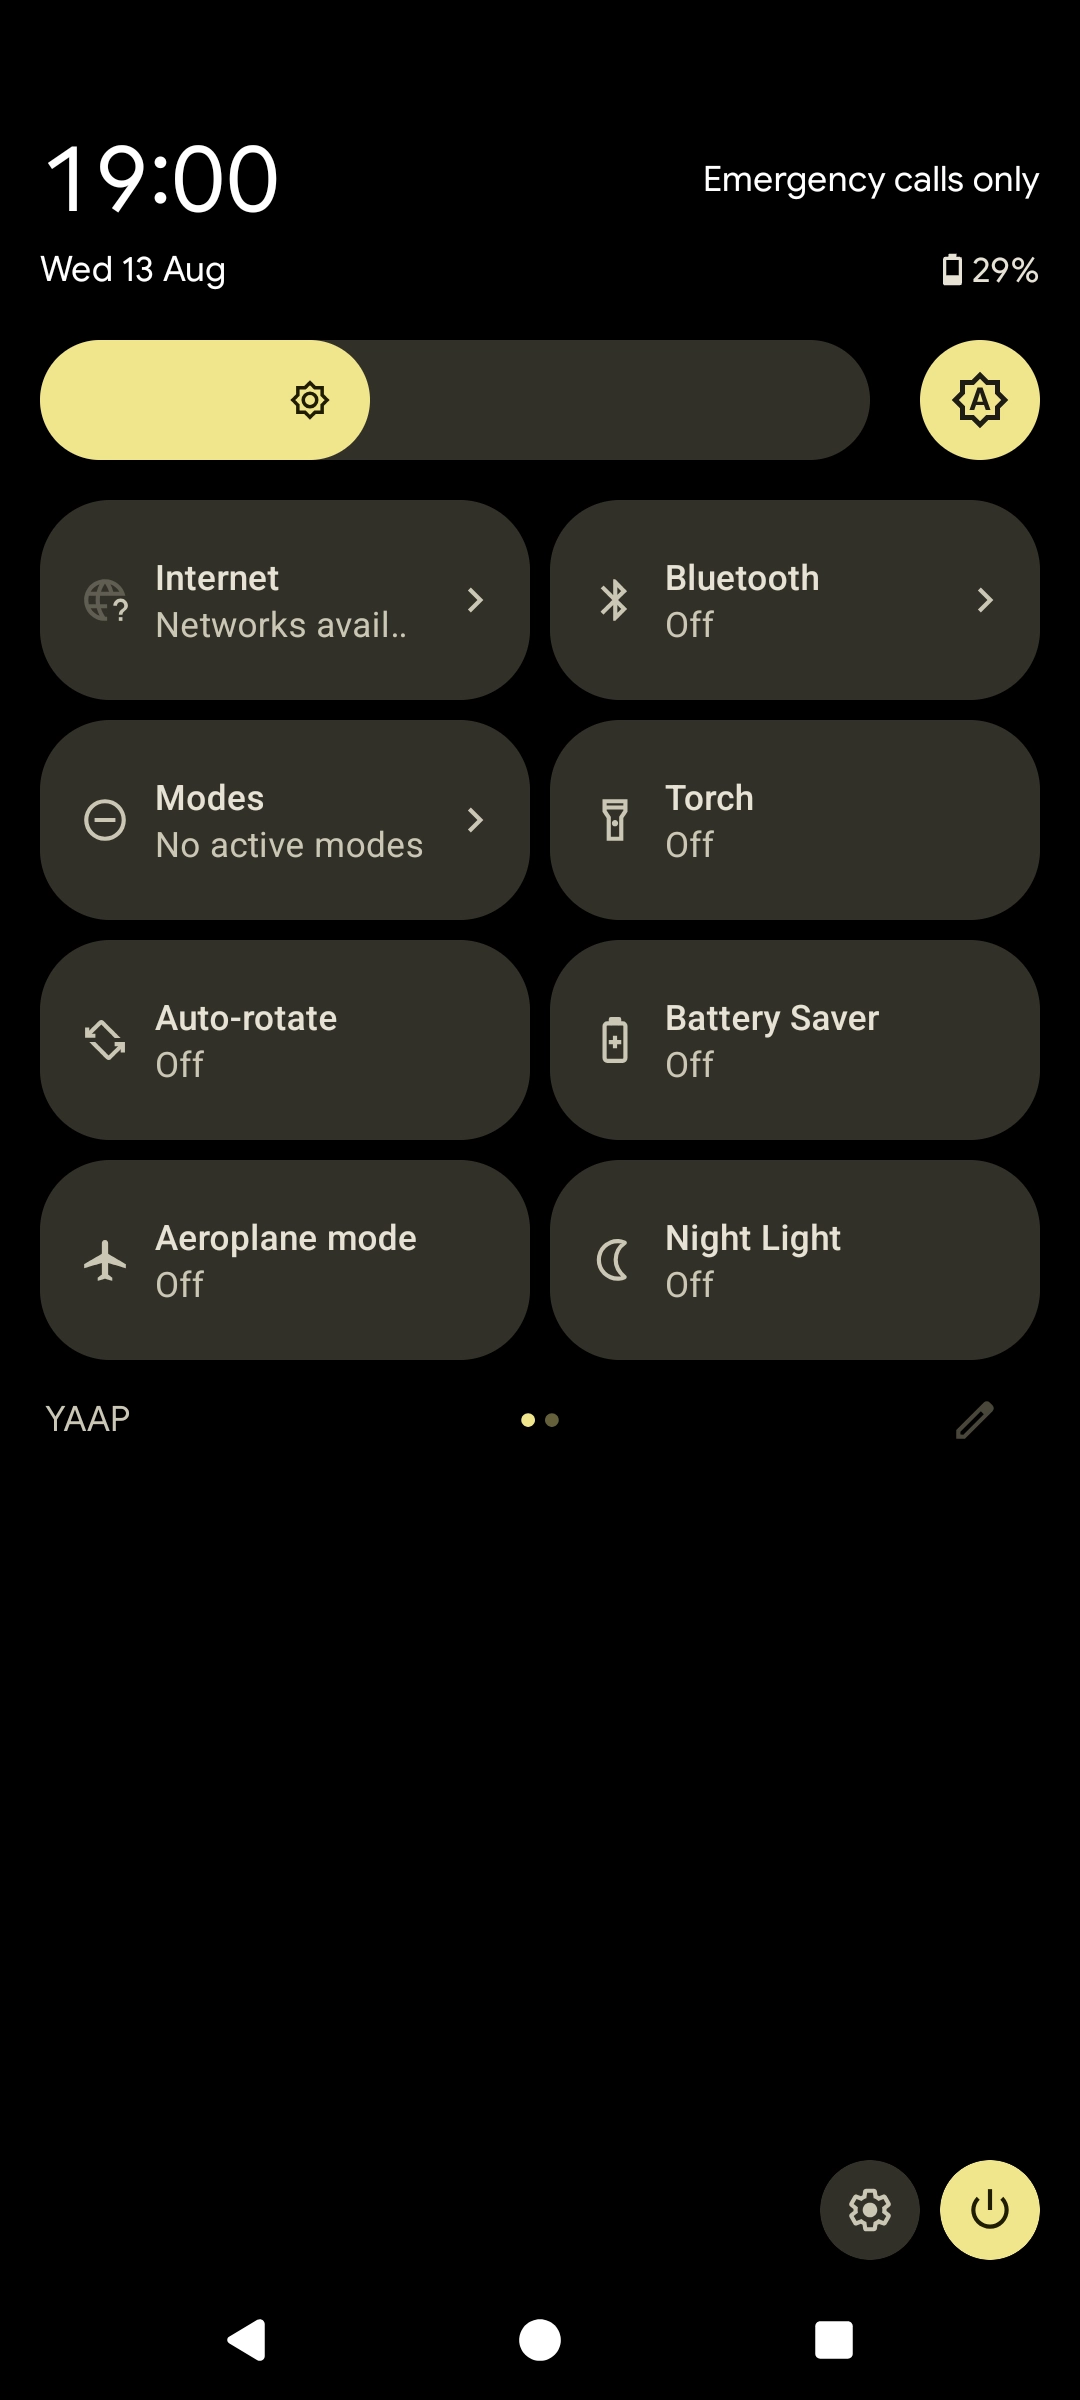 19:00
Emergency calls only
Wed 13 Aug
29%
A
Internet
Networks avail..
Bluetooth
Off
Modes
No active modes
Torch
Off
Auto-rotate
Off
Battery Saver
Off
Aeroplane mode
Off
Night Light
Off
YAAP